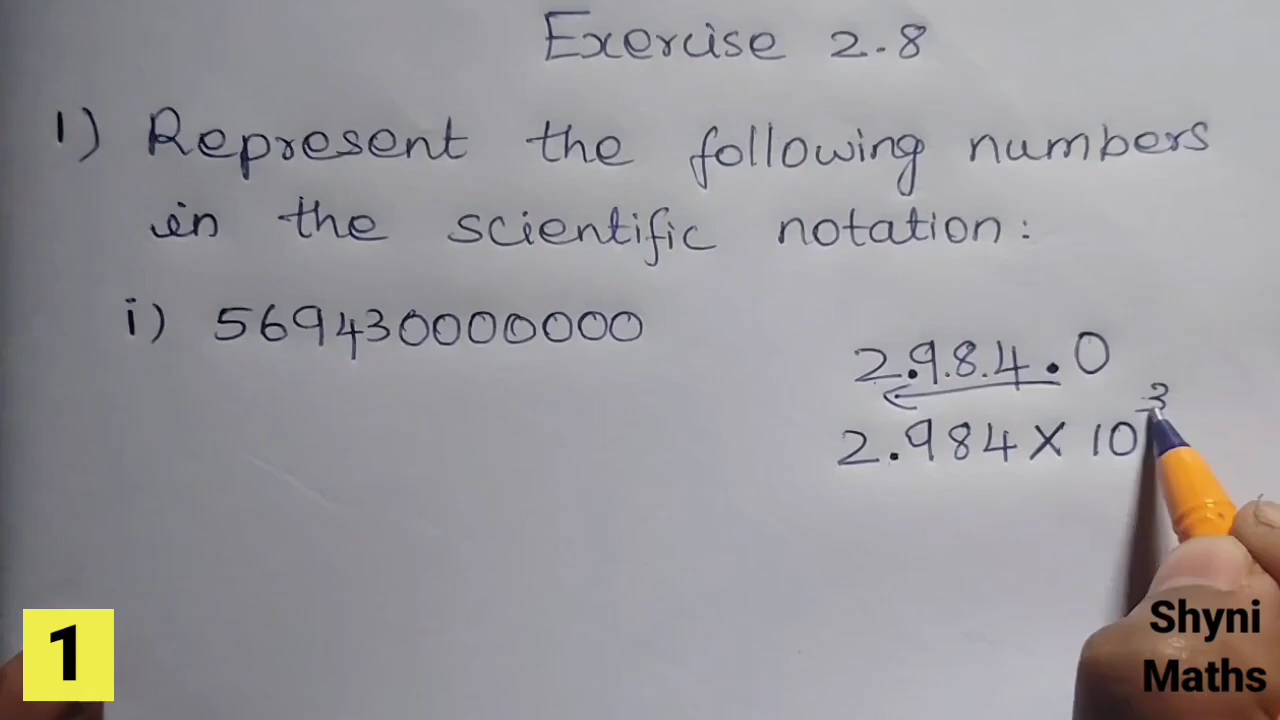 Exercise 2.8
1) Represent the following numbers
in the scientific notation:
i) 569430000000
2.9.8.4.0
2.984 × 10³
1
Shyni
Maths